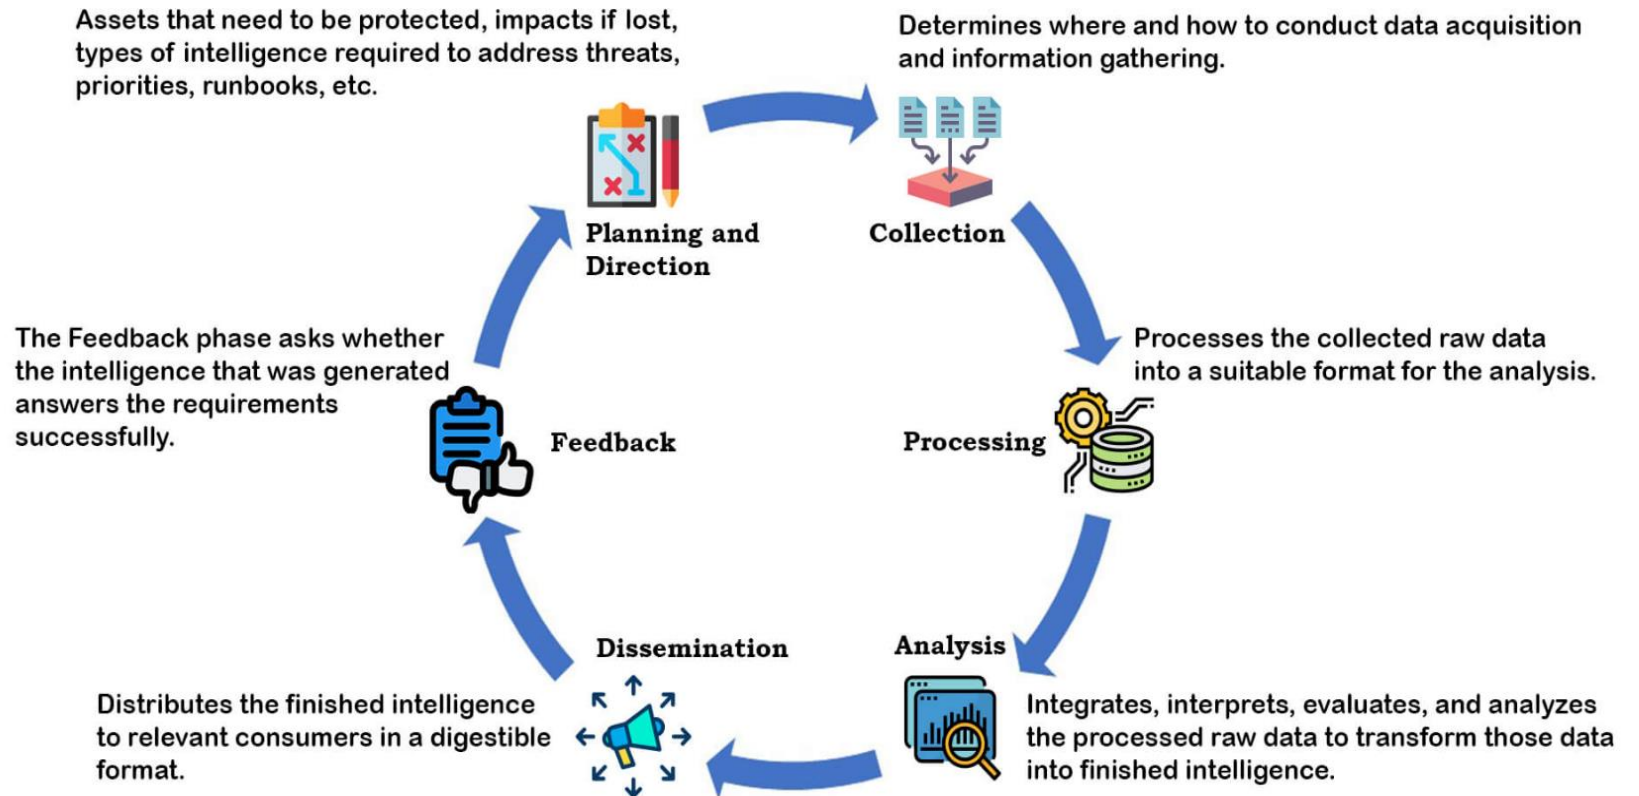 Assets that need to be protected, impacts if lost,
types of intelligence required to address threats,
priorities, runbooks, etc.
Planning and
Direction
Determines where and how to conduct data acquisition
and information gathering.
Collection
Processes the collected raw data
into a suitable format for the analysis.
Processing
Analysis
Integrates, interprets, evaluates, and analyzes
the processed raw data to transform those data
into finished intelligence.
Dissemination
Distributes the finished intelligence
to relevant consumers in a digestible
format.
The Feedback phase asks whether
the intelligence that was generated
answers the requirements
successfully.
Feedback